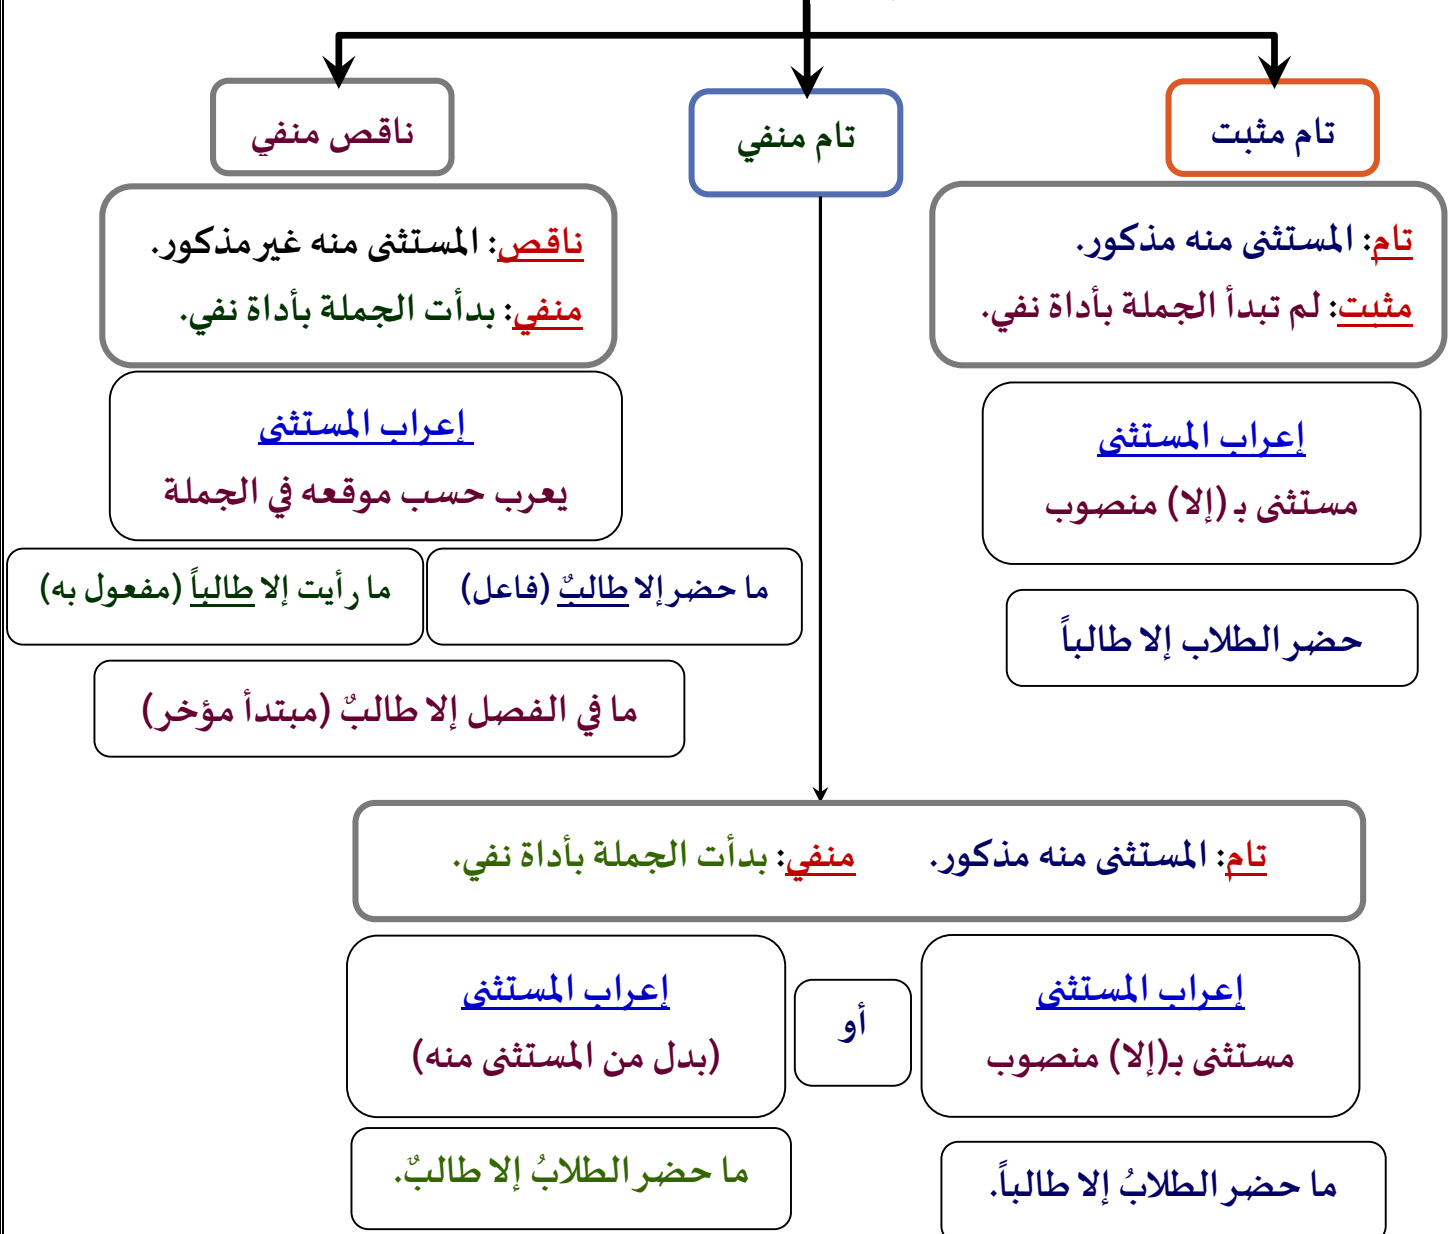 تام مثبت
تام منفي
ناقص منفي
تام: المستثنى منه مذكور.
مثبت: لم تبدأ الجملة بأداة نفي.
إعراب المستثنى
مستثنى بـ (إلا) منصوب
حضر الطلاب إلا طالباً
ناقص: المستثنى منه غير مذكور.
منفي: بدأت الجملة بأداة نفي.
إعراب المستثنى
يعرب حسب موقعه في الجملة
ما حضر إلا طالبٌ (فاعل)
ما رأيت إلا طالباً (مفعول به)
ما في الفصل إلا طالبٌ (مبتدأ مؤخر)
تام: المستثنى منه مذكور. منفي: بدأت الجملة بأداة نفي.
إعراب المستثنى
مستثنى بـ(إلا) منصوب
أو
إعراب المستثنى
(بدل من المستثنى منه)
ما حضر الطلابُ إلا طالباً.
ما حضر الطلابُ إلا طالبٌ.